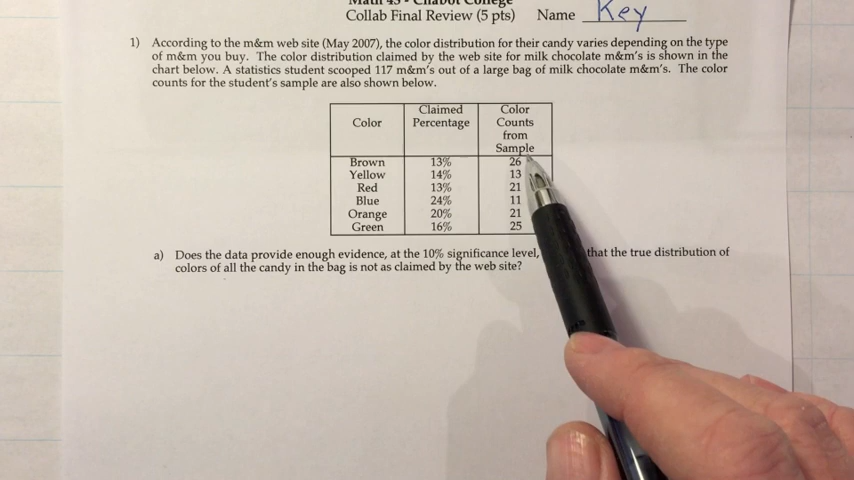 Math 43 - Chabot College
Collab Final Review (5 pts) Name Key
1) According to the m&m web site (May 2007), the color distribution for their candy varies depending on the type
of m&m you buy. The color distribution claimed by the web site for milk chocolate m&m's is shown in the
chart below. A statistics student scooped 117 m&m's out of a large bag of milk chocolate m&m's. The color
counts for the student's sample are also shown below.
Color Claimed Percentage Color Counts from Sample
Brown 13% 26
Yellow 14% 13
Red 13% 21
Blue 24% 11
Orange 20% 21
Green 16% 25
a) Does the data provide enough evidence, at the 10% significance level, that the true distribution of
colors of all the candy in the bag is not as claimed by the web site?